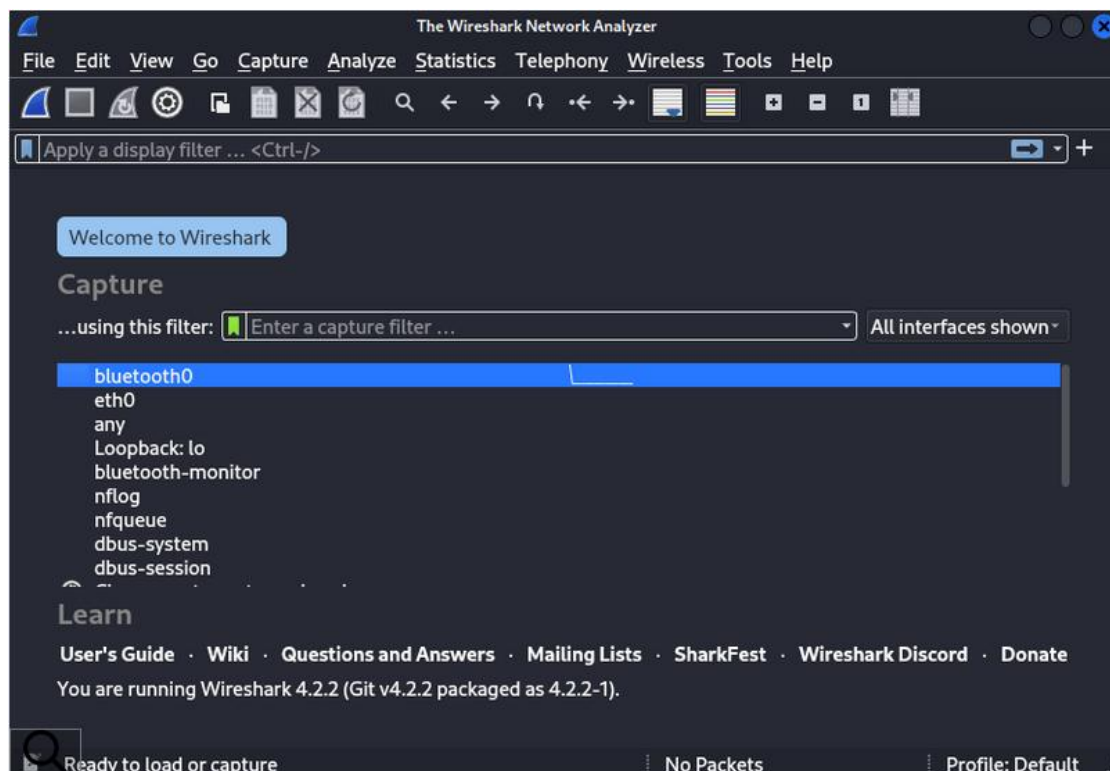 The Wireshark Network Analyzer
File Edit View Go Capture Analyze Statistics Telephony Wireless Tools Help
Apply a display filter ... <Ctrl-/>
Welcome to Wireshark
Capture
...using this filter: Enter a capture filter ... All interfaces shown
bluetooth0
eth0
any
Loopback: lo
bluetooth-monitor
nflog
nfqueue
dbus-system
dbus-session
Learn
User's Guide · Wiki · Questions and Answers · Mailing Lists · SharkFest · Wireshark Discord · Donate
You are running Wireshark 4.2.2 (Git v4.2.2 packaged as 4.2.2-1).
Ready to load or capture No Packets Profile: Default